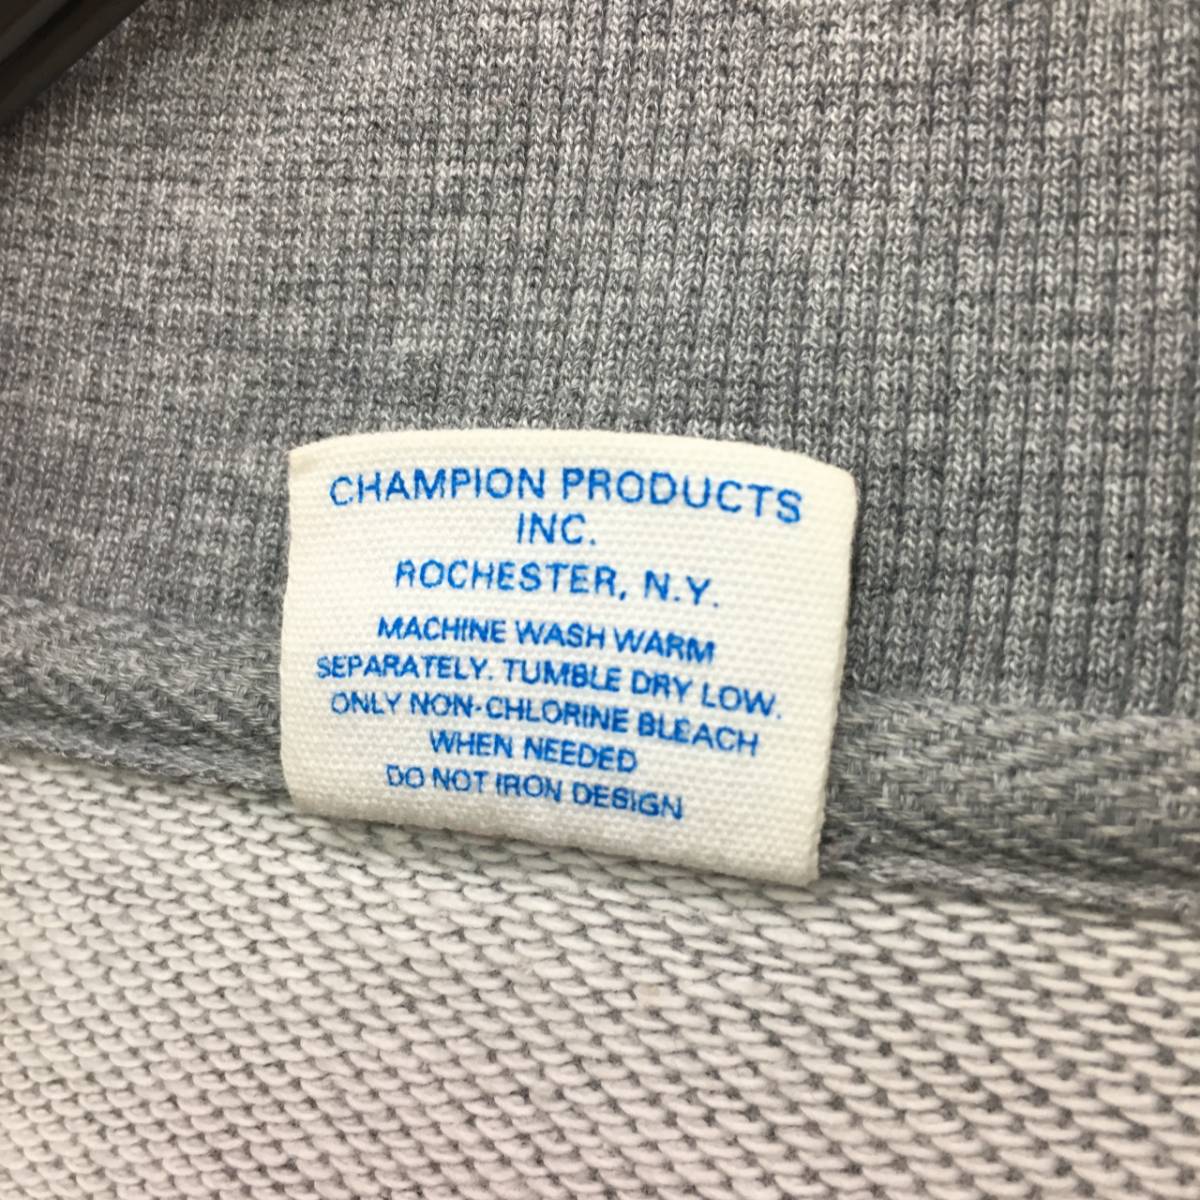 CHAMPION PRODUCTS
INC.
ROCHESTER, N.Y.
MACHINE WASH WARM
SEPARATELY. TUMBLE DRY LOW.
ONLY NON-CHLORINE BLEACH
WHEN NEEDED
DO NOT IRON DESIGN